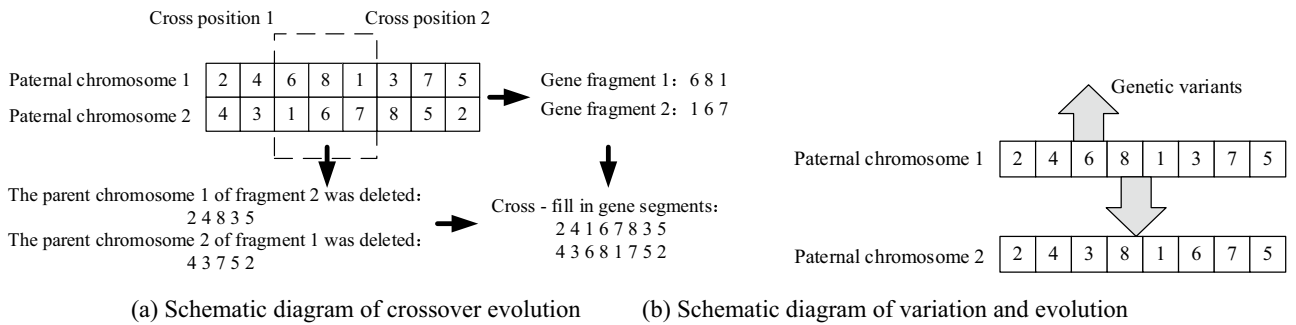 Cross position 1 Cross position 2
Paternal chromosome 1 2 4 6 8 1 3 7 5
Paternal chromosome 2 4 3 1 6 7 8 5 2
Gene fragment 1: 6 8 1
Gene fragment 2: 1 6 7
The parent chromosome 1 of fragment 2 was deleted:
2 4 8 3 5
The parent chromosome 2 of fragment 1 was deleted:
4 3 7 5 2
Cross - fill in gene segments:
2 4 1 6 7 8 3 5
4 3 6 8 1 7 5 2
(a) Schematic diagram of crossover evolution
Genetic variants
Paternal chromosome 1 2 4 6 8 1 3 7 5
Paternal chromosome 2 2 4 3 8 1 6 7 5
(b) Schematic diagram of variation and evolution